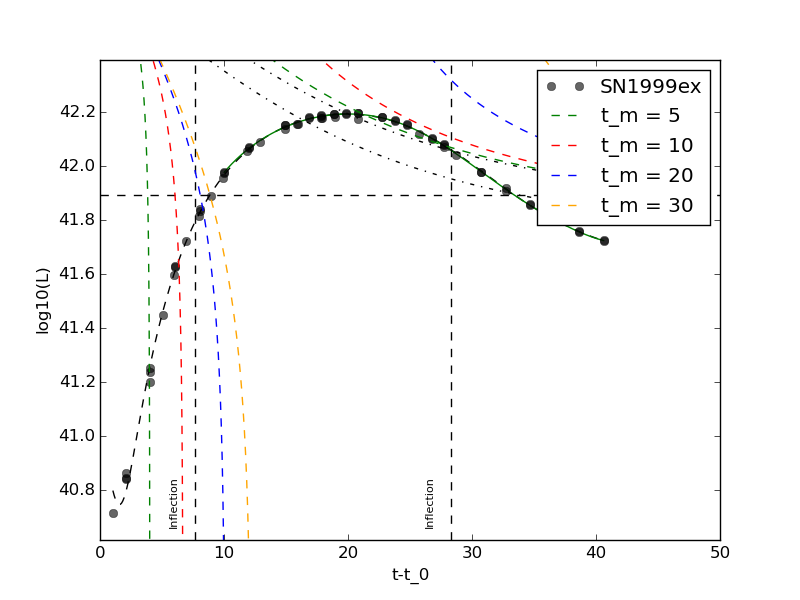 SN1999ex
t_m = 5
t_m = 10
t_m = 20
t_m = 30
42.2
42.0
41.8
41.6
41.4
41.2
41.0
40.8
log10(L)
Inflection
Inflection
0 10 20 30 40 50
t-t_0